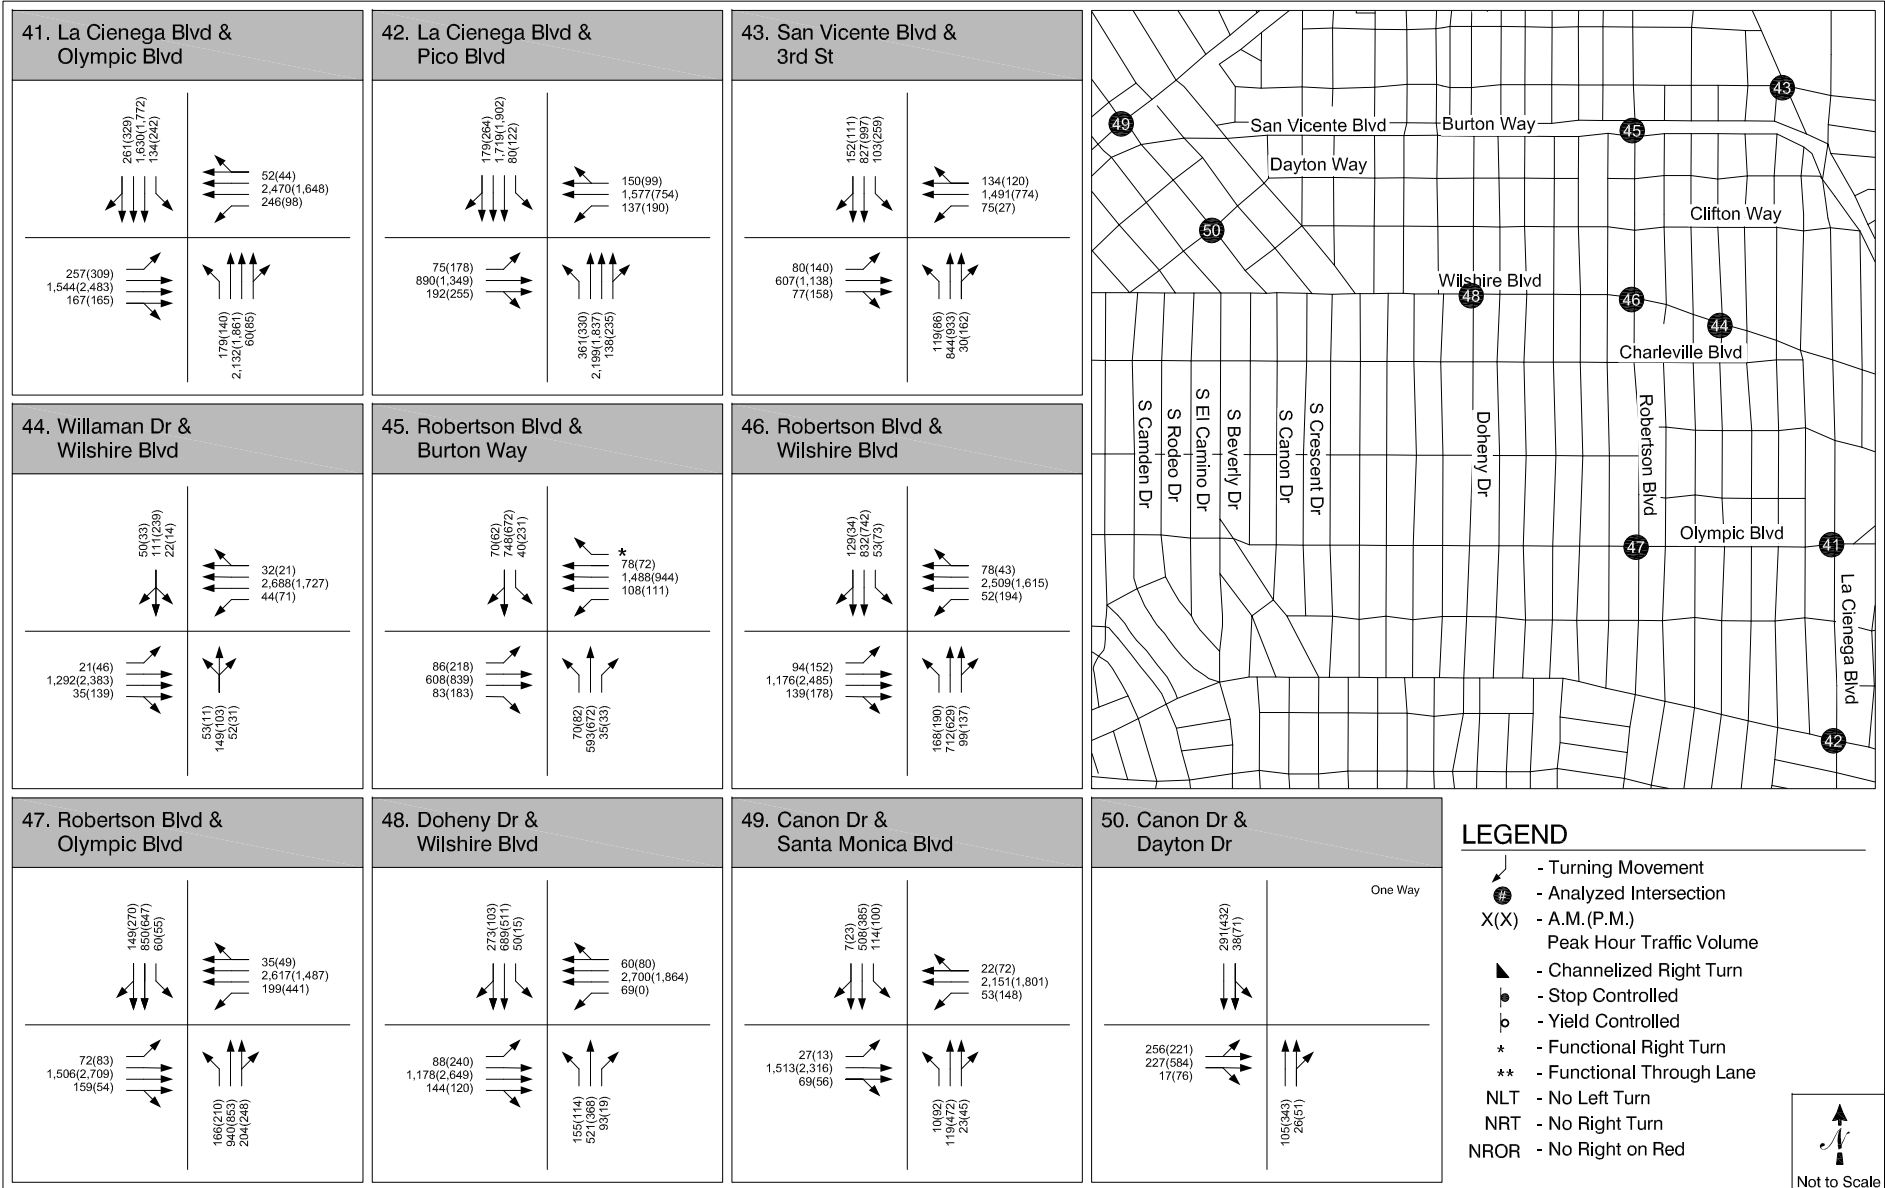 41. La Cienega Blvd &
Olympic Blvd
261(329)
1,630(1,772)
134(242)
52(44)
2,470(1,648)
246(98)
257(309)
1,544(2,483)
167(165)
179(140)
2,132(1,861)
60(85)
42. La Cienega Blvd &
Pico Blvd
179(264)
1,719(1,902)
80(122)
150(99)
1,577(754)
137(190)
75(178)
890(1,349)
192(255)
361(330)
2,199(1,837)
138(235)
43. San Vicente Blvd &
3rd St
152(111)
827(997)
103(259)
134(120)
1,491(774)
75(27)
80(140)
607(1,138)
77(158)
119(86)
844(933)
30(162)
44. Willaman Dr &
Wilshire Blvd
50(33)
111(239)
22(14)
32(21)
2,688(1,727)
44(71)
21(46)
1,292(2,383)
35(139)
53(11)
149(103)
52(31)
45. Robertson Blvd &
Burton Way
70(62)
748(672)
40(231)
*
78(72)
1,488(944)
108(111)
86(218)
608(839)
83(183)
70(82)
593(672)
35(33)
46. Robertson Blvd &
Wilshire Blvd
129(34)
832(742)
53(73)
78(43)
2,509(1,615)
52(194)
94(152)
1,176(2,485)
139(178)
168(190)
712(629)
99(137)
47. Robertson Blvd &
Olympic Blvd
149(270)
850(647)
60(55)
35(49)
2,617(1,487)
199(441)
72(83)
1,506(2,709)
159(54)
166(210)
940(853)
204(248)
48. Doheny Dr &
Wilshire Blvd
273(103)
689(511)
50(15)
60(80)
2,700(1,864)
69(0)
88(240)
1,178(2,649)
144(120)
155(114)
521(368)
93(19)
49. Canon Dr &
Santa Monica Blvd
7(23)
508(385)
114(100)
22(72)
2,151(1,801)
53(148)
27(13)
1,513(2,316)
69(56)
10(92)
119(472)
23(45)
50. Canon Dr &
Dayton Dr
One Way
291(432)
38(71)
256(221)
227(584)
17(76)
105(343)
26(51)
43
49
San Vicente Blvd
Burton Way
45
Dayton Way
Clifton Way
50
Wilshire Blvd
48
46
44
Charleville Blvd
S Camden Dr
S Rodeo Dr
S El Camino Dr
S Beverly Dr
S Canon Dr
S Crescent Dr
Doheny Dr
Robertson Blvd
Olympic Blvd
47
41
La Cienega Blvd
42
LEGEND
- Turning Movement
# - Analyzed Intersection
X(X) - A.M.(P.M.)
Peak Hour Traffic Volume
- Channelized Right Turn
- Stop Controlled
- Yield Controlled
* - Functional Right Turn
** - Functional Through Lane
NLT - No Left Turn
NRT - No Right Turn
NROR - No Right on Red
N
Not to Scale